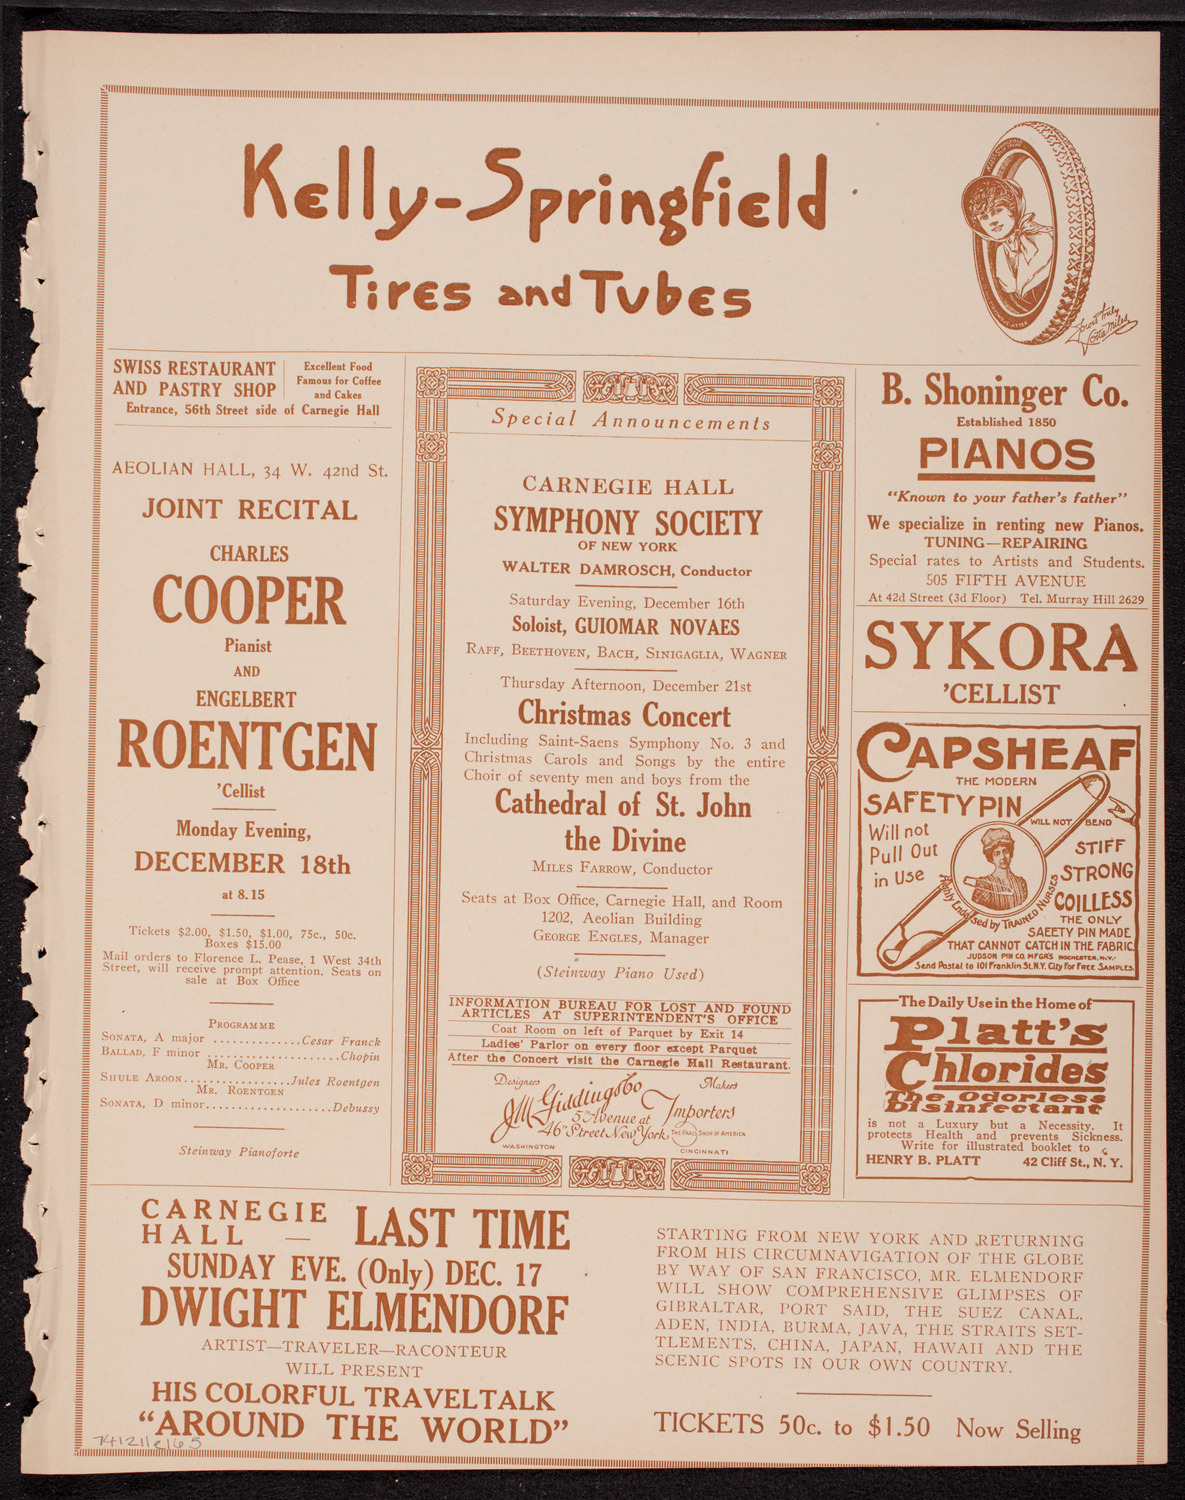 Kelly-Springfield
Tires and Tubes
Yours truly
Lotta Miles
SWISS RESTAURANT
AND PASTRY SHOP
Excellent Food
Famous for Coffee
and Cakes
Entrance, 56th Street side of Carnegie Hall
AEOLIAN HALL, 34 W. 42nd St.
JOINT RECITAL
CHARLES
COOPER
Pianist
AND
ENGELBERT
ROENTGEN
'Cellist
Monday Evening,
DECEMBER 18th
at 8.15
Tickets $2.00, $1.50, $1.00, 75c., 50c.
Boxes $15.00
Mail orders to Florence L. Pease, 1 West 34th
Street, will receive prompt attention. Seats on
sale at Box Office
PROGRAMME
SONATA, A major ..............Cesar Franck
BALLAD, F minor .....................Chopin
MR. COOPER
SHULE AROON.................Jules Roentgen
MR. ROENTGEN
SONATA, D minor....................Debussy
Steinway Pianoforte
Special Announcements
CARNEGIE HALL
SYMPHONY SOCIETY
OF NEW YORK
WALTER DAMROSCH, Conductor
Saturday Evening, December 16th
Soloist, GUIOMAR NOVAES
RAFF, BEETHOVEN, BACH, SINIGAGLIA, WAGNER
Thursday Afternoon, December 21st
Christmas Concert
Including Saint-Saens Symphony No. 3 and
Christmas Carols and Songs by the entire
Choir of seventy men and boys from the
Cathedral of St. John
the Divine
MILES FARROW, Conductor
Seats at Box Office, Carnegie Hall, and Room
1202, Aeolian Building
GEORGE ENGLES, Manager
(Steinway Piano Used)
INFORMATION BUREAU FOR LOST AND FOUND
ARTICLES AT SUPERINTENDENT'S OFFICE
Coat Room on left of Parquet by Exit 14
Ladies' Parlor on every floor except Parquet
After the Concert visit the Carnegie Hall Restaurant.
Designers Makers
J.M. Gidding & Co
Importers
5th Avenue at
46th Street New York
THE PARIS SHOP OF AMERICA
WASHINGTON
CINCINNATI
B. Shoninger Co.
Established 1850
PIANOS
"Known to your father's father"
We specialize in renting new Pianos.
TUNING—REPAIRING
Special rates to Artists and Students.
505 FIFTH AVENUE
At 42d Street (3d Floor) Tel. Murray Hill 2629
SYKORA
'CELLIST
CAPSHEAF
THE MODERN
SAFETY PIN
WILL NOT BEND
Will not
Pull Out
in Use
STIFF
STRONG
COILLESS
Highly Endorsed by TRAINED NURSES
THE ONLY
SAFETY PIN MADE
THAT CANNOT CATCH IN THE FABRIC.
JUDSON PIN CO. MFGR'S ROCHESTER, N.Y.
Send Postal to 101 Franklin St. N.Y. City for FREE SAMPLES.
The Daily Use in the Home of
Platt's
Chlorides
The Odorless
Disinfectant
is not a Luxury but a Necessity. It
protects Health and prevents Sickness.
Write for illustrated booklet to
HENRY B. PLATT 42 Cliff St., N. Y.
CARNEGIE
HALL — LAST TIME
SUNDAY EVE. (Only) DEC. 17
DWIGHT ELMENDORF
ARTIST—TRAVELER—RACONTEUR
WILL PRESENT
HIS COLORFUL TRAVELTALK
"AROUND THE WORLD"
STARTING FROM NEW YORK AND RETURNING
FROM HIS CIRCUMNAVIGATION OF THE GLOBE
BY WAY OF SAN FRANCISCO, MR. ELMENDORF
WILL SHOW COMPREHENSIVE GLIMPSES OF
GIBRALTAR, PORT SAID, THE SUEZ CANAL,
ADEN, INDIA, BURMA, JAVA, THE STRAITS SET-
TLEMENTS, CHINA, JAPAN, HAWAII AND THE
SCENIC SPOTS IN OUR OWN COUNTRY.
TICKETS 50c. to $1.50 Now Selling